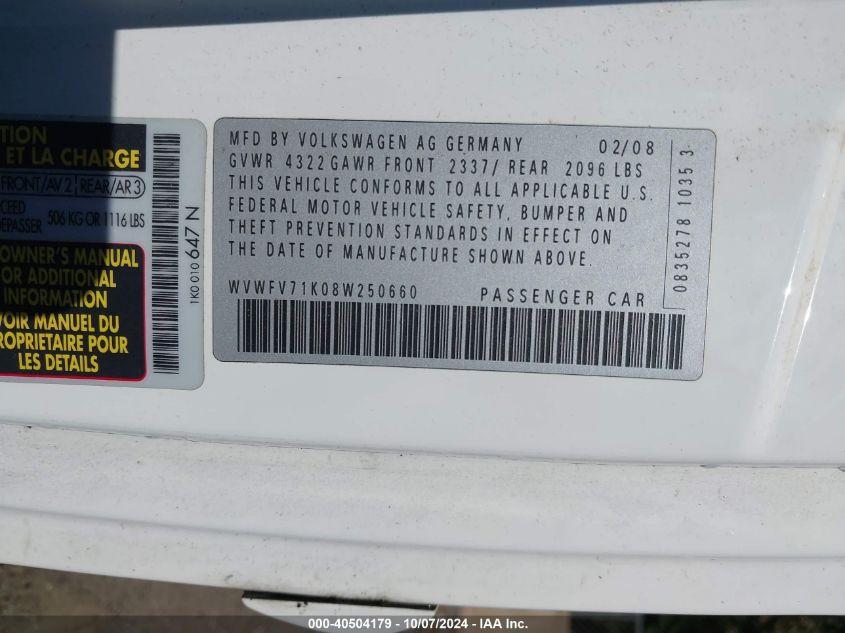 TION
ET LA CHARGE
FRONT/AV 2 REAR/AR 3
CEED
DEPASSER 506 KG OR 1116 LBS
OWNER'S MANUAL
OR ADDITIONAL
INFORMATION
VOIR MANUEL DU
PROPRIETAIRE POUR
LES DETAILS
1K0 010 647 N
MFD BY VOLKSWAGEN AG GERMANY 02/08
GVWR 4322 GAWR FRONT 2337/ REAR 2096 LBS
THIS VEHICLE CONFORMS TO ALL APPLICABLE U.S.
FEDERAL MOTOR VEHICLE SAFETY, BUMPER AND
THEFT PREVENTION STANDARDS IN EFFECT ON
THE DATE OF MANUFACTURE SHOWN ABOVE.
WVWFV71K08W250660 PASSENGER CAR
0835278 1035 3
000-40504179 - 10/07/2024 - IAA Inc.